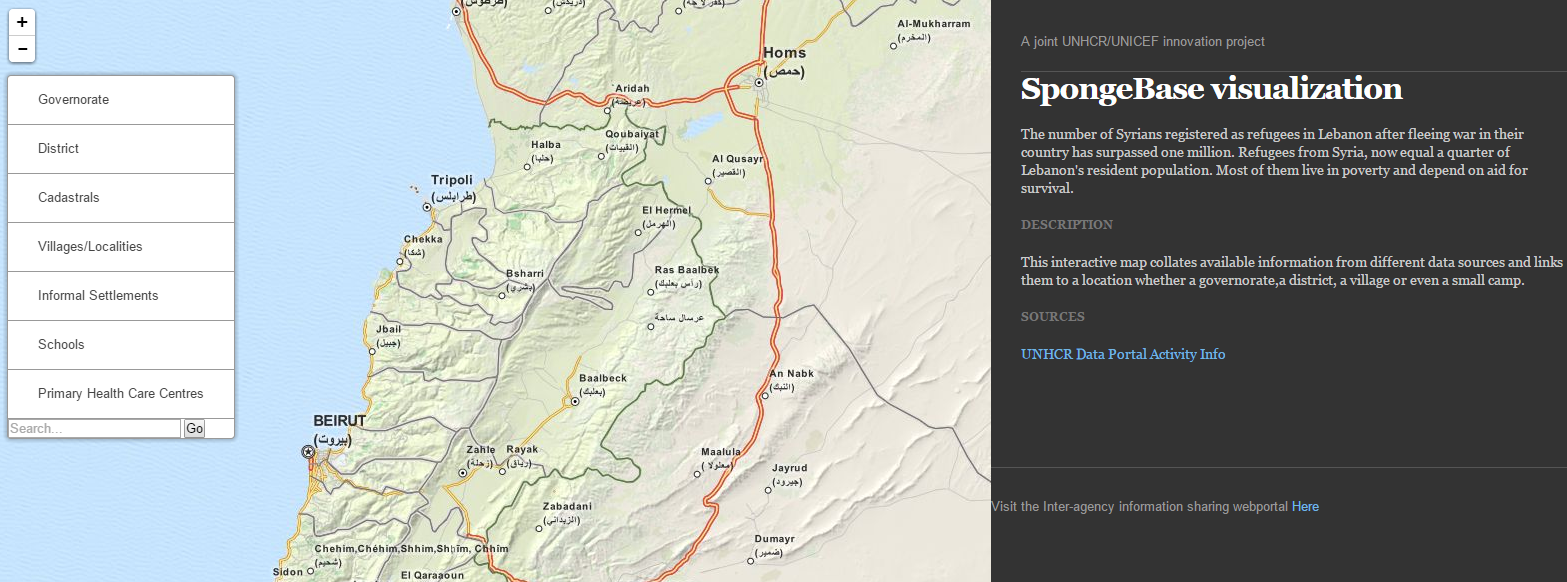 +
−
Governorate
District
Cadastrals
Villages/Localities
Informal Settlements
Schools
Primary Health Care Centres
Search...
Go
Al-Mukharram
(المخرم)
Homs
(حمص)
Aridah
(عريضة)
Qoubaiyat
(القبيات)
Halba
(حلبا)
Al Qusayr
(القصير)
Tripoli
(طرابلس)
El Hermel
(الهرمل)
Chekka
(شكا)
Bsharri
(بشري)
Ras Baalbek
(راس بعلبك)
عرسال ساحة
Jbail
(جبيل)
An Nabk
(النبك)
Baalbeck
(بعلبك)
BEIRUT
(بيروت)
Zahle
(زحلة)
Rayak
(رياق)
Maalula
(معلولا)
Jayrud
(جيرود)
Zabadani
(الزبداني)
Dumayr
(ضمير)
Chehim,Chéhim,Shhim,Shḥīm, Chhîm
(شحيم)
Sidon
El Qaraaoun
A joint UNHCR/UNICEF innovation project
SpongeBase visualization
The number of Syrians registered as refugees in Lebanon after fleeing war in their
country has surpassed one million. Refugees from Syria, now equal a quarter of
Lebanon's resident population. Most of them live in poverty and depend on aid for
survival.
DESCRIPTION
This interactive map collates available information from different data sources and links
them to a location whether a governorate,a district, a village or even a small camp.
SOURCES
UNHCR Data Portal Activity Info
Visit the Inter-agency information sharing webportal Here